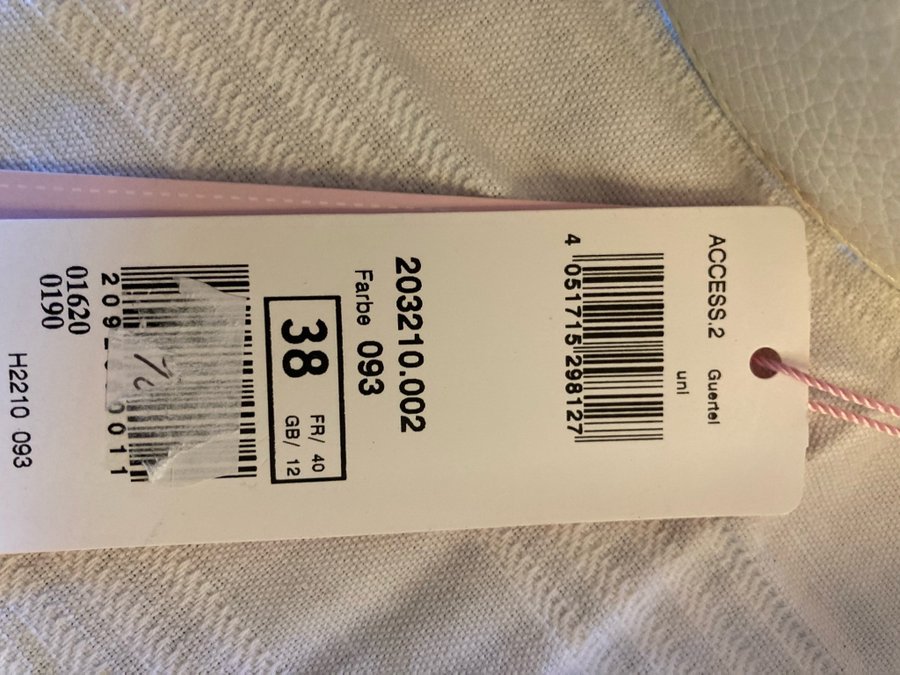 ACCESS.2 Guertel
uni
4 051715 298127
203210.002
Farbe 093
38 FR/ 40
GB/ 12
01620
0190
H2210 093